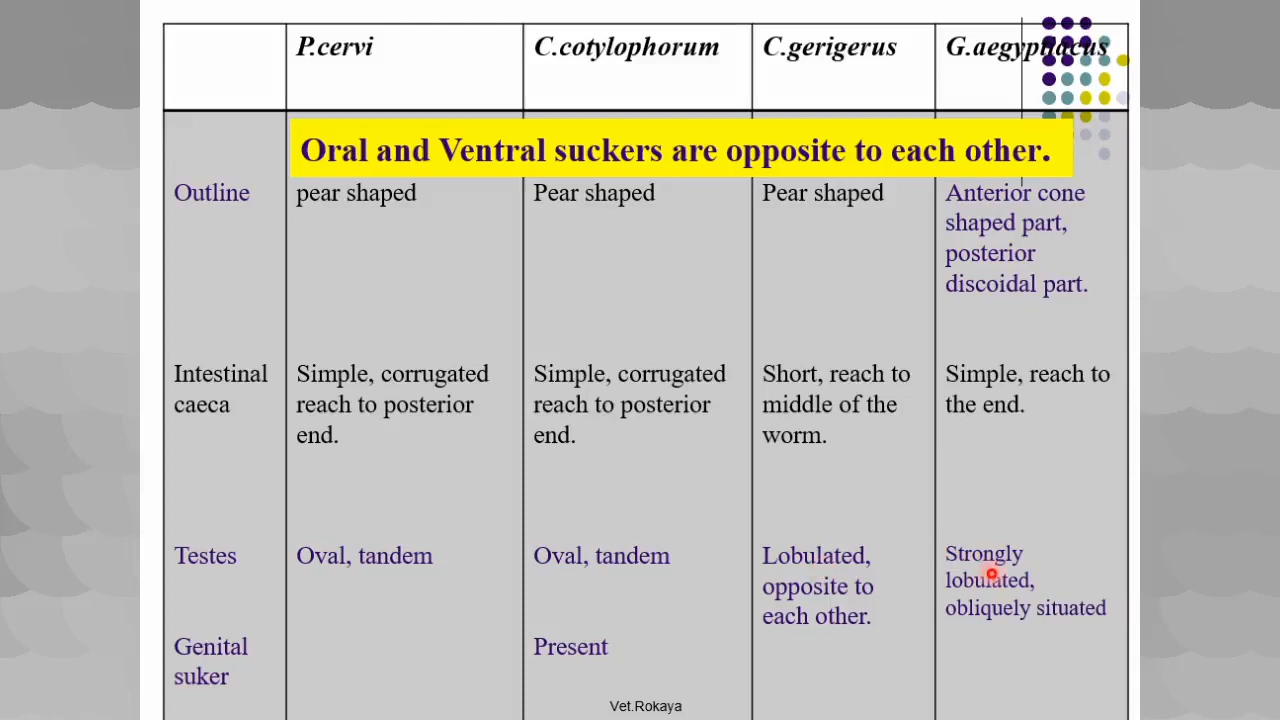 P.cervi
C.cotylophorum
C.gerigerus
G.aegyptiacus
Oral and Ventral suckers are opposite to each other.
Outline
pear shaped
Pear shaped
Pear shaped
Anterior cone
shaped part,
posterior
discoidal part.
Intestinal
caeca
Simple, corrugated
reach to posterior
end.
Simple, corrugated
reach to posterior
end.
Short, reach to
middle of the
worm.
Simple, reach to
the end.
Testes
Oval, tandem
Oval, tandem
Lobulated,
opposite to
each other.
Strongly
lobulated,
obliquely situated
Genital
suker
Present
Vet.Rokaya